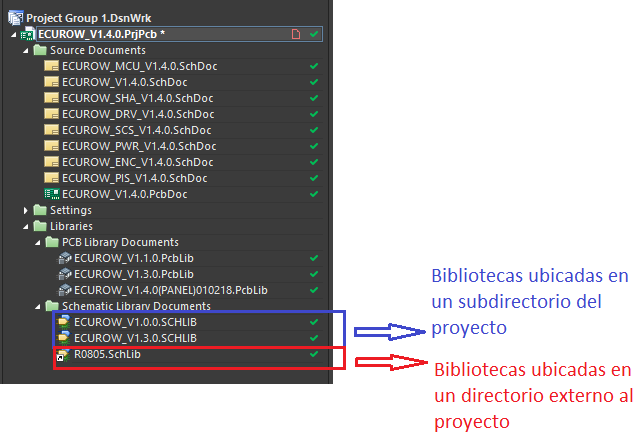 Project Group 1.DsnWrk
ECUROW_V1.4.0.PrjPcb *
Source Documents
ECUROW_MCU_V1.4.0.SchDoc
ECUROW_V1.4.0.SchDoc
ECUROW_SHA_V1.4.0.SchDoc
ECUROW_DRV_V1.4.0.SchDoc
ECUROW_SCS_V1.4.0.SchDoc
ECUROW_PWR_V1.4.0.SchDoc
ECUROW_ENC_V1.4.0.SchDoc
ECUROW_PIS_V1.4.0.SchDoc
ECUROW_V1.4.0.PcbDoc
Settings
Libraries
PCB Library Documents
ECUROW_V1.1.0.PcbLib
ECUROW_V1.3.0.PcbLib
ECUROW_V1.4.0(PANEL)010218.PcbLib
Schematic Library Documents
ECUROW_V1.0.0.SCHLIB
ECUROW_V1.3.0.SCHLIB
R0805.SchLib
Bibliotecas ubicadas en
un subdirectorio del
proyecto
Bibliotecas ubicadas en
un directorio externo al
proyecto